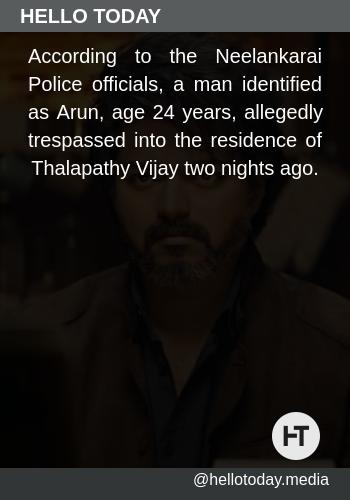 HELLO TODAY
According to the Neelankarai
Police officials, a man identified
as Arun, age 24 years, allegedly
trespassed into the residence of
Thalapathy Vijay two nights ago.
HT
@hellotoday.media